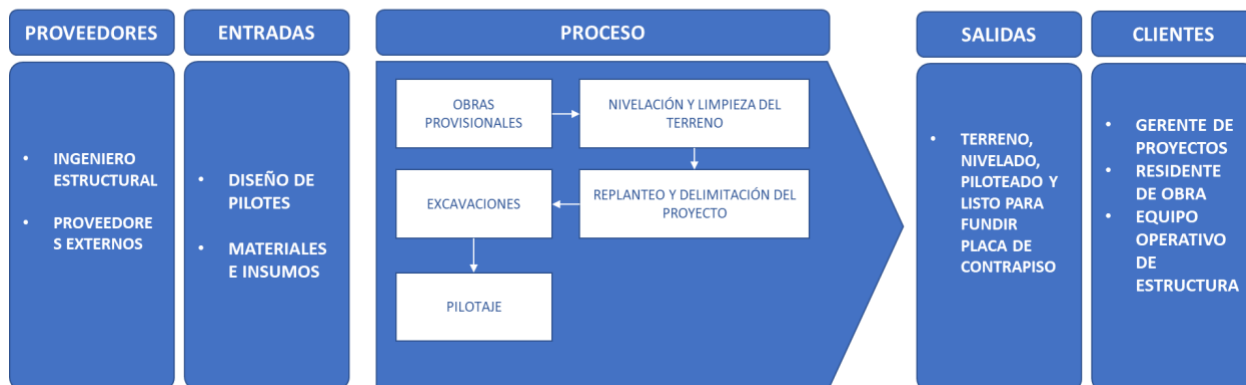 PROVEEDORES
ENTRADAS
PROCESO
SALIDAS
CLIENTES
• INGENIERO
ESTRUCTURAL
• PROVEEDORE
S EXTERNOS
• DISEÑO DE
PILOTES
• MATERIALES
E INSUMOS
OBRAS
PROVISIONALES
NIVELACIÓN Y LIMPIEZA DEL
TERRENO
REPLANTEO Y DELIMITACIÓN DEL
PROYECTO
EXCAVACIONES
PILOTAJE
• TERRENO,
NIVELADO,
PILOTEADO Y
LISTO PARA
FUNDIR
PLACA DE
CONTRAPISO
• GERENTE DE
PROYECTOS
• RESIDENTE
DE OBRA
• EQUIPO
OPERATIVO
DE
ESTRUCTURA